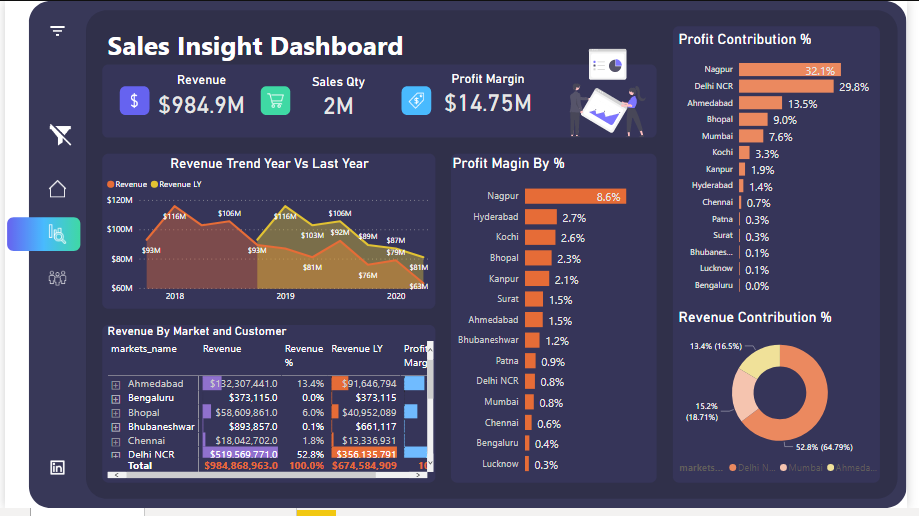 Sales Insight Dashboard
Revenue
$984.9M
Sales Qty
2M
Profit Margin
$14.75M
Revenue Trend Year Vs Last Year
Revenue Revenue LY
$120M
$100M
$80M
$60M
$93M
$116M
$106M
$93M
$116M
$103M
$81M
$106M
$92M
$89M
$76M
$87M
$79M
$81M
$63M
2018 2019 2020
Revenue By Market and Customer
markets_name Revenue Revenue % Revenue LY Profit Marg
Ahmedabad $132,307,441.0 13.4% $91,646,794
Bengaluru $373,115.0 0.0% $373,115
Bhopal $58,609,861.0 6.0% $40,952,089
Bhubaneshwar $893,857.0 0.1% $661,117
Chennai $18,042,702.0 1.8% $13,336,931
Delhi NCR $519,569,771.0 52.8% $356,135,791
Total $984,868,963.0 100.0% $674,584,909 10
Profit Magin By %
Nagpur 8.6%
Hyderabad 2.7%
Kochi 2.6%
Bhopal 2.3%
Kanpur 2.1%
Surat 1.5%
Ahmedabad 1.5%
Bhubaneshwar 1.2%
Patna 0.9%
Delhi NCR 0.8%
Mumbai 0.8%
Chennai 0.6%
Bengaluru 0.4%
Lucknow 0.3%
Profit Contribution %
Nagpur 32.1%
Delhi NCR 29.8%
Ahmedabad 13.5%
Bhopal 9.0%
Mumbai 7.6%
Kochi 3.3%
Kanpur 1.9%
Hyderabad 1.4%
Chennai 0.7%
Patna 0.3%
Surat 0.3%
Bhubanes... 0.1%
Lucknow 0.1%
Bengaluru 0.0%
Revenue Contribution %
13.4% (16.5%)
15.2%
(18.71%)
52.8% (64.79%)
markets... Delhi N... Mumbai Ahmeda...
in